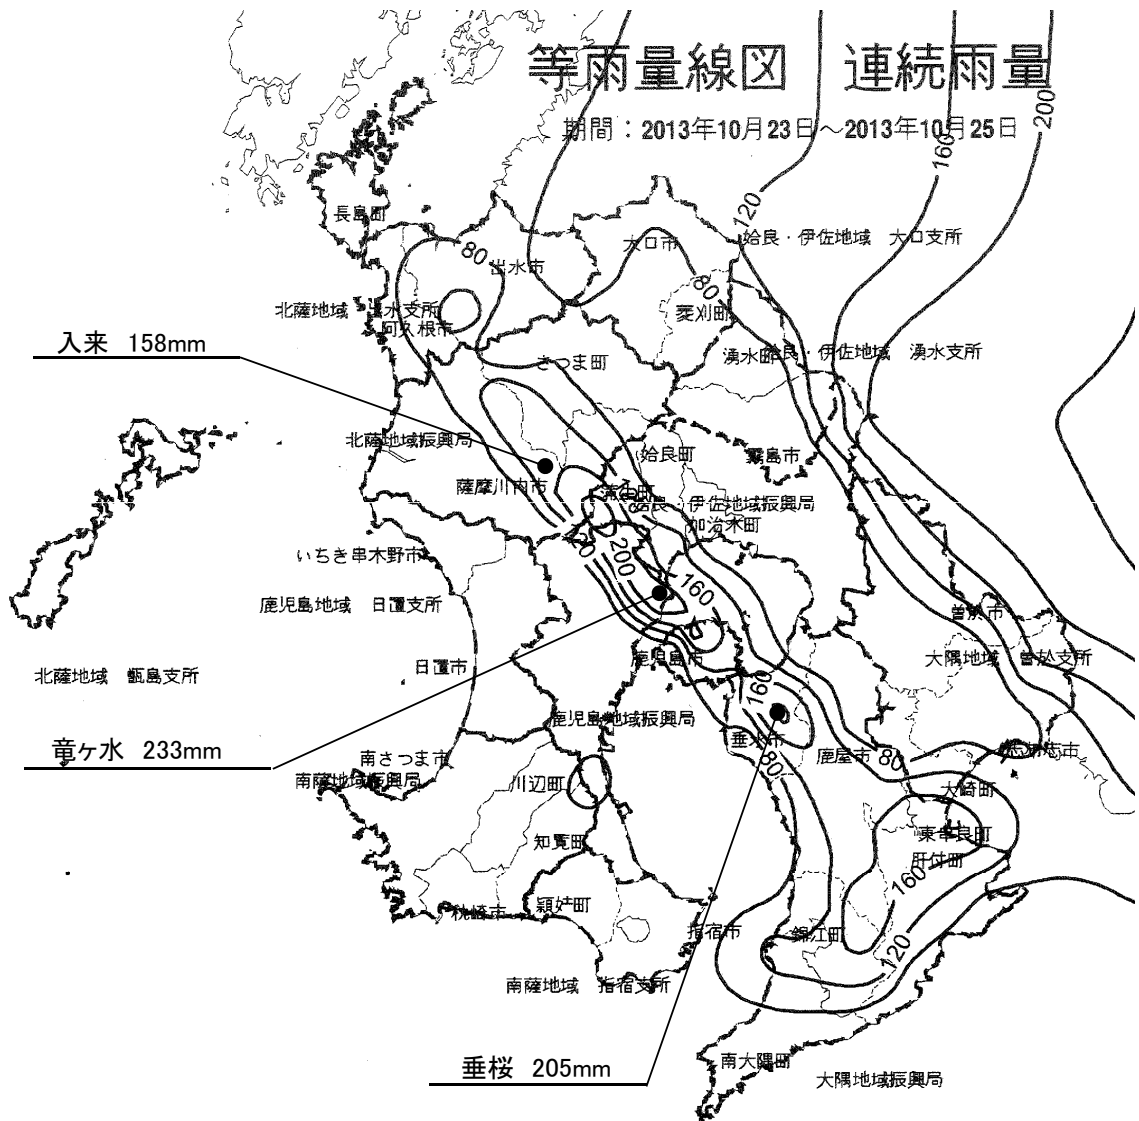 等雨量線図　連続雨量
期間：2013年10月23日～2013年10月25日
200
160
120
長島町
大口市
姶良・伊佐地域　大口支所
80
出水市
80
北薩地域　出水支所
阿久根市
菱刈町
入来　158mm
さつま町
湧水町
姶良・伊佐地域　湧水支所
北薩地域振興局
姶良町
霧島市
薩摩川内市
蒲生町
姶良・伊佐地域振興局
加治木町
いちき串木野市
200
160
鹿児島地域　日置支所
曽於市
日置市
鹿児島市
大隅地域　曽於支所
北薩地域　甑島支所
160
鹿児島地域振興局
竜ヶ水　233mm
垂水市
鹿屋市
志布志市
南さつま市
80
80
南薩地域振興局
川辺町
大崎町
知覧町
東串良町
肝付町
160
枕崎市
頴娃町
指宿市
錦江町
120
南薩地域　指宿支所
垂桜　205mm
南大隅町
大隅地域振興局